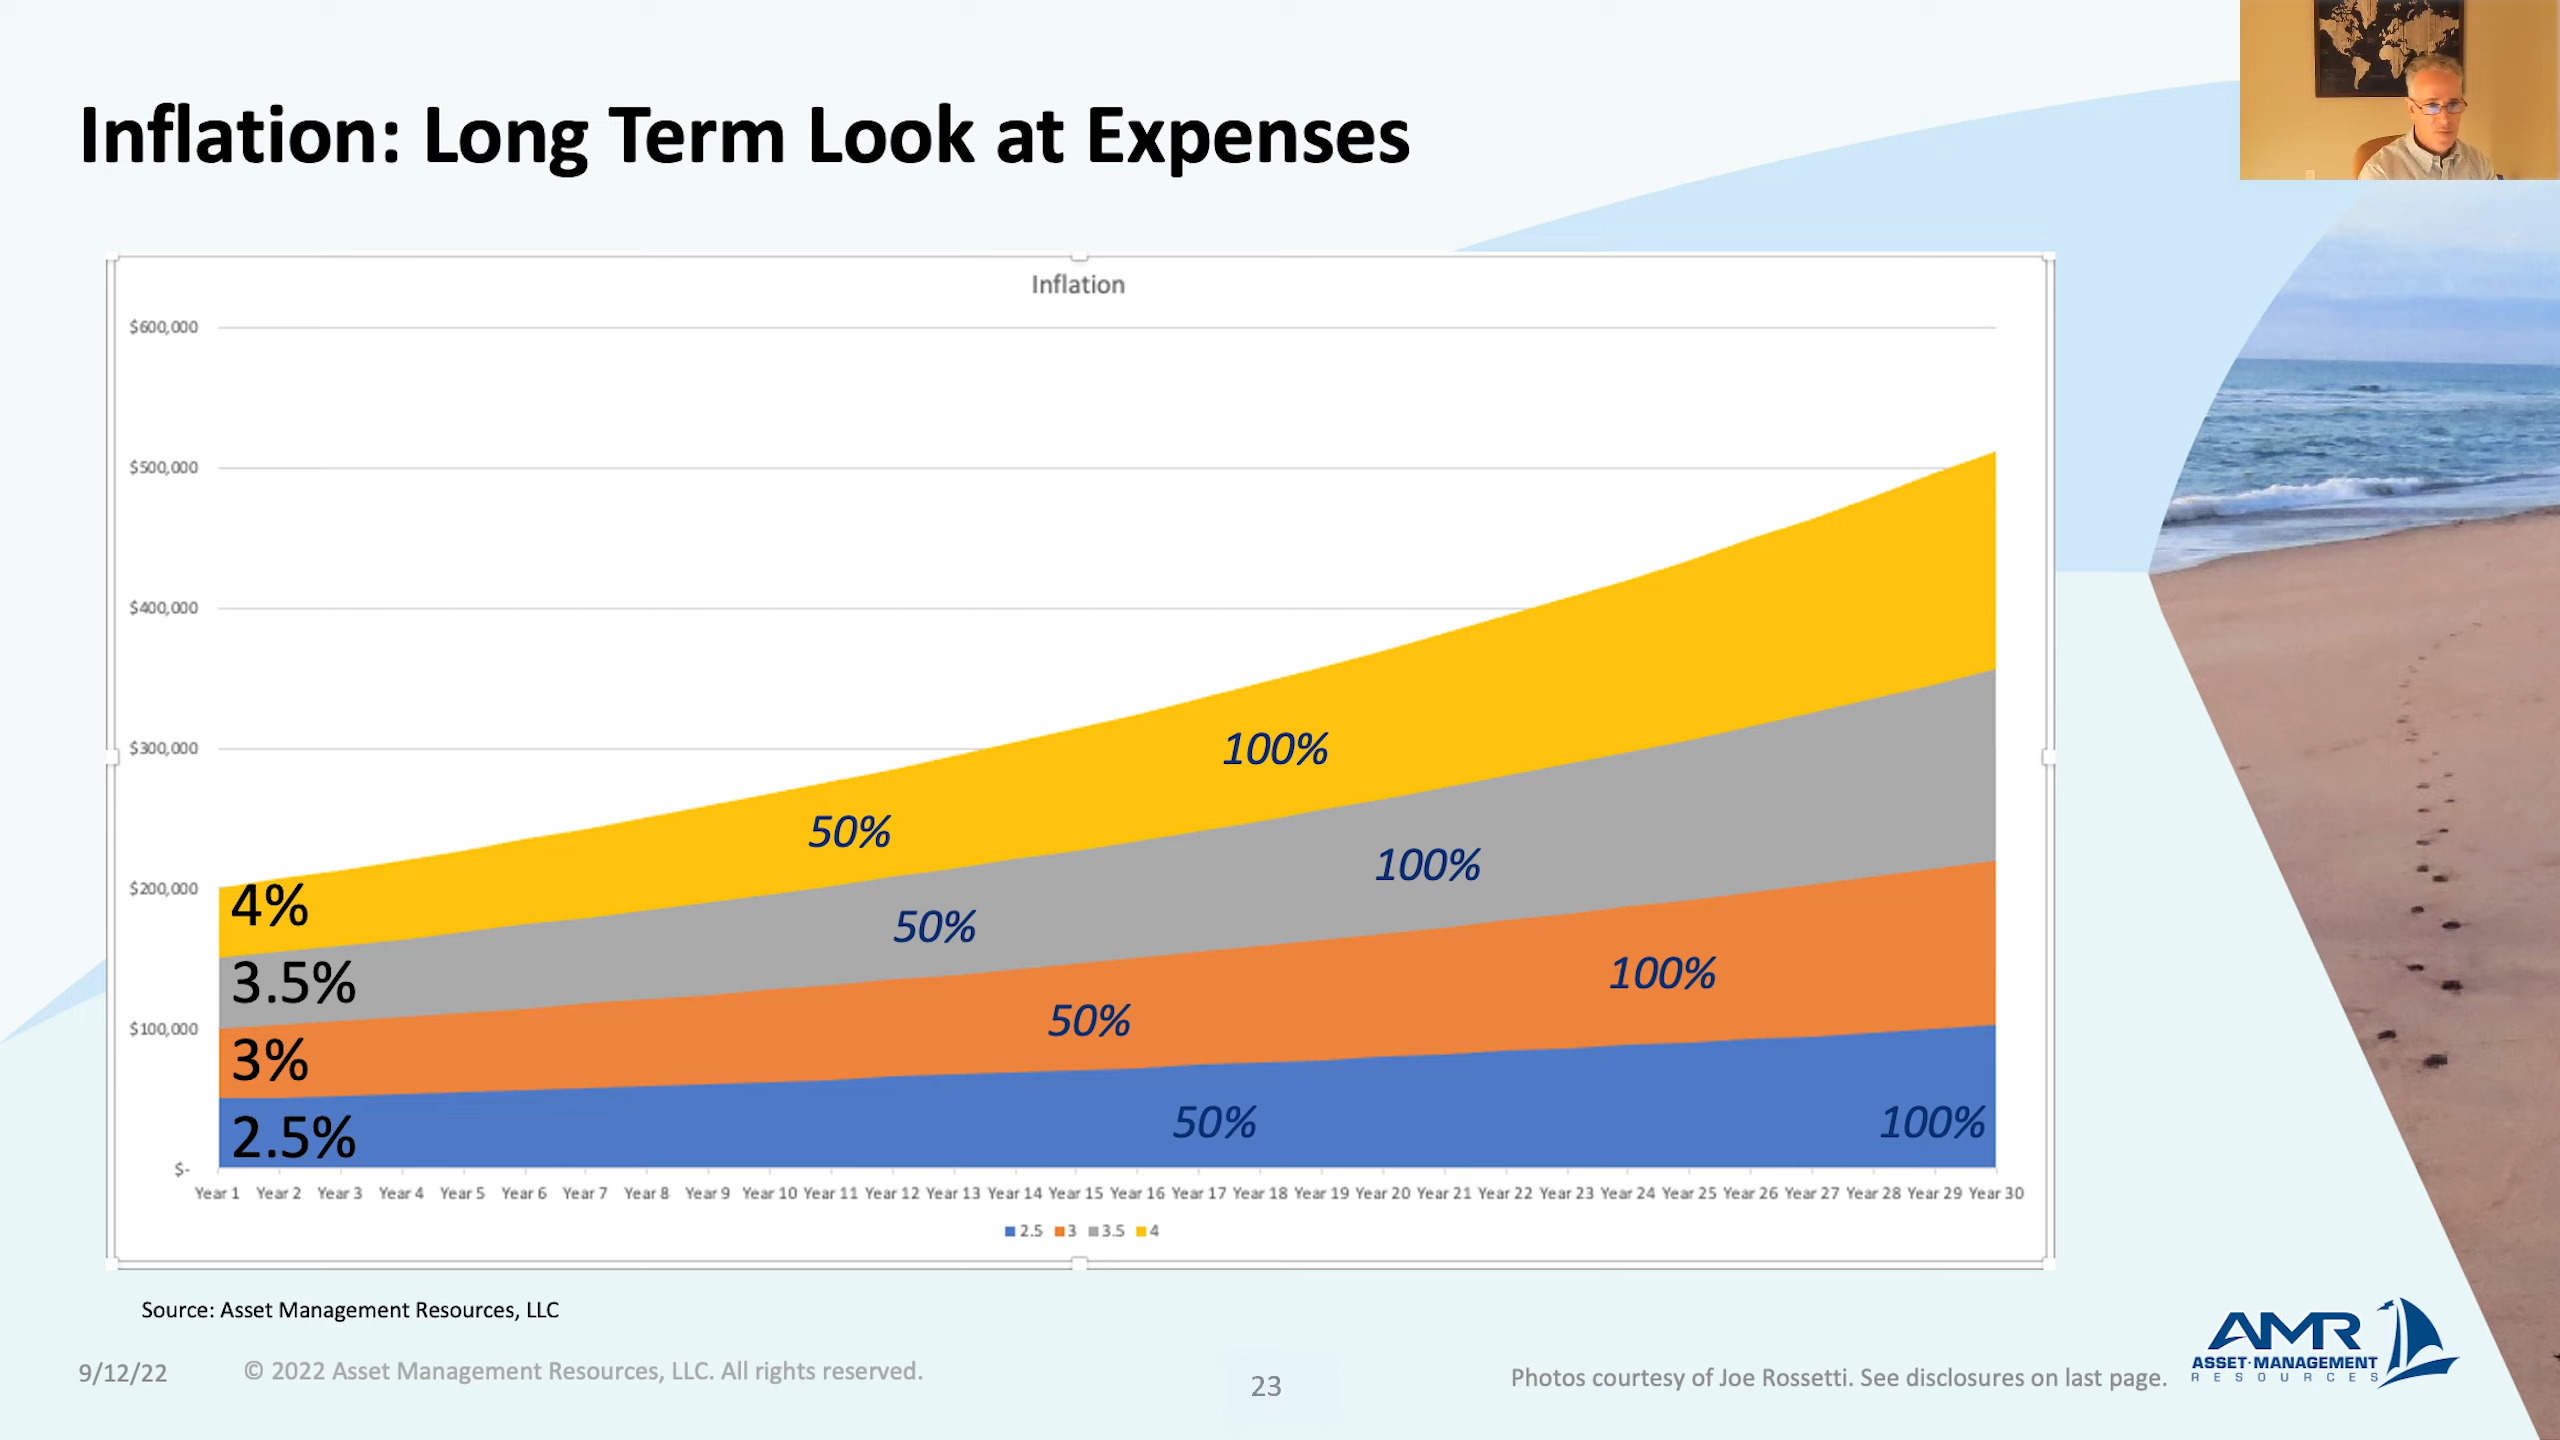 Inflation: Long Term Look at Expenses
Inflation
$600,000
$500,000
$400,000
$300,000
$200,000
$100,000
$-
100%
50%
100%
50%
100%
50%
50%
100%
4%
3.5%
3%
2.5%
Year 1 Year 2 Year 3 Year 4 Year 5 Year 6 Year 7 Year 8 Year 9 Year 10 Year 11 Year 12 Year 13 Year 14 Year 15 Year 16 Year 17 Year 18 Year 19 Year 20 Year 21 Year 22 Year 23 Year 24 Year 25 Year 26 Year 27 Year 28 Year 29 Year 30
2.5 3 3.5 4
Source: Asset Management Resources, LLC
9/12/22
© 2022 Asset Management Resources, LLC. All rights reserved.
23
Photos courtesy of Joe Rossetti. See disclosures on last page.
AMR
ASSET·MANAGEMENT
RESOURCES